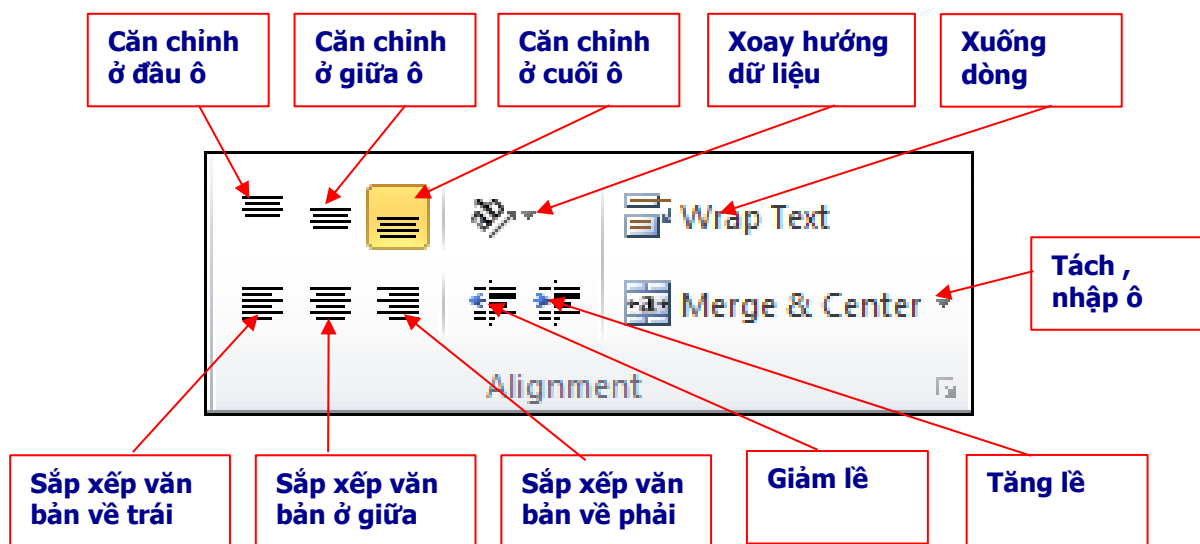 Căn chỉnh
ở đầu ô
Căn chỉnh
ở giữa ô
Căn chỉnh
ở cuối ô
Xoay hướng
dữ liệu
Xuống
dòng
Wrap Text
Tách ,
nhập ô
Merge & Center
Alignment
Sắp xếp văn
bản về trái
Sắp xếp văn
bản ở giữa
Sắp xếp văn
bản về phải
Giảm lề
Tăng lề